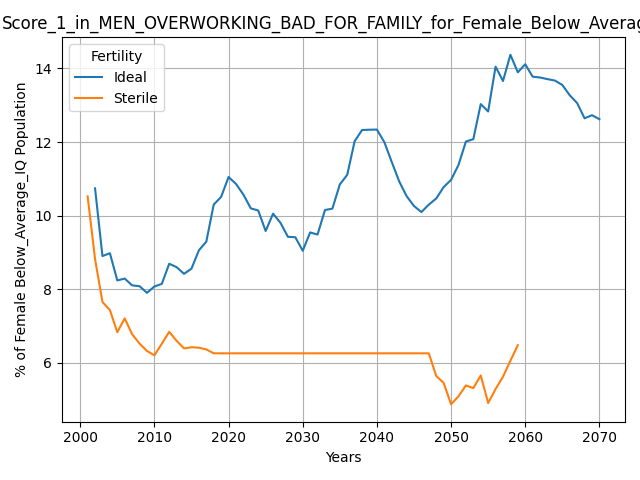 Score_1_in_MEN_OVERWORKING_BAD_FOR_FAMILY_for_Female_Below_Averag
Fertility
Ideal
Sterile
% of Female Below_Average_IQ Population
14
12
10
8
6
2000 2010 2020 2030 2040 2050 2060 2070
Years